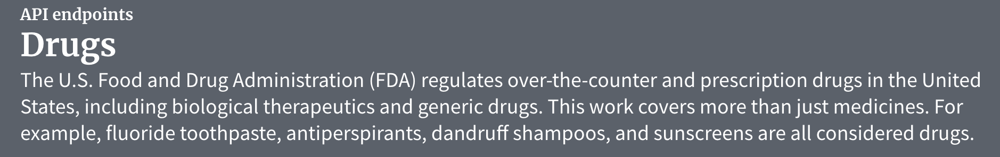 API endpoints
Drugs
The U.S. Food and Drug Administration (FDA) regulates over-the-counter and prescription drugs in the United
States, including biological therapeutics and generic drugs. This work covers more than just medicines. For
example, fluoride toothpaste, antiperspirants, dandruff shampoos, and sunscreens are all considered drugs.